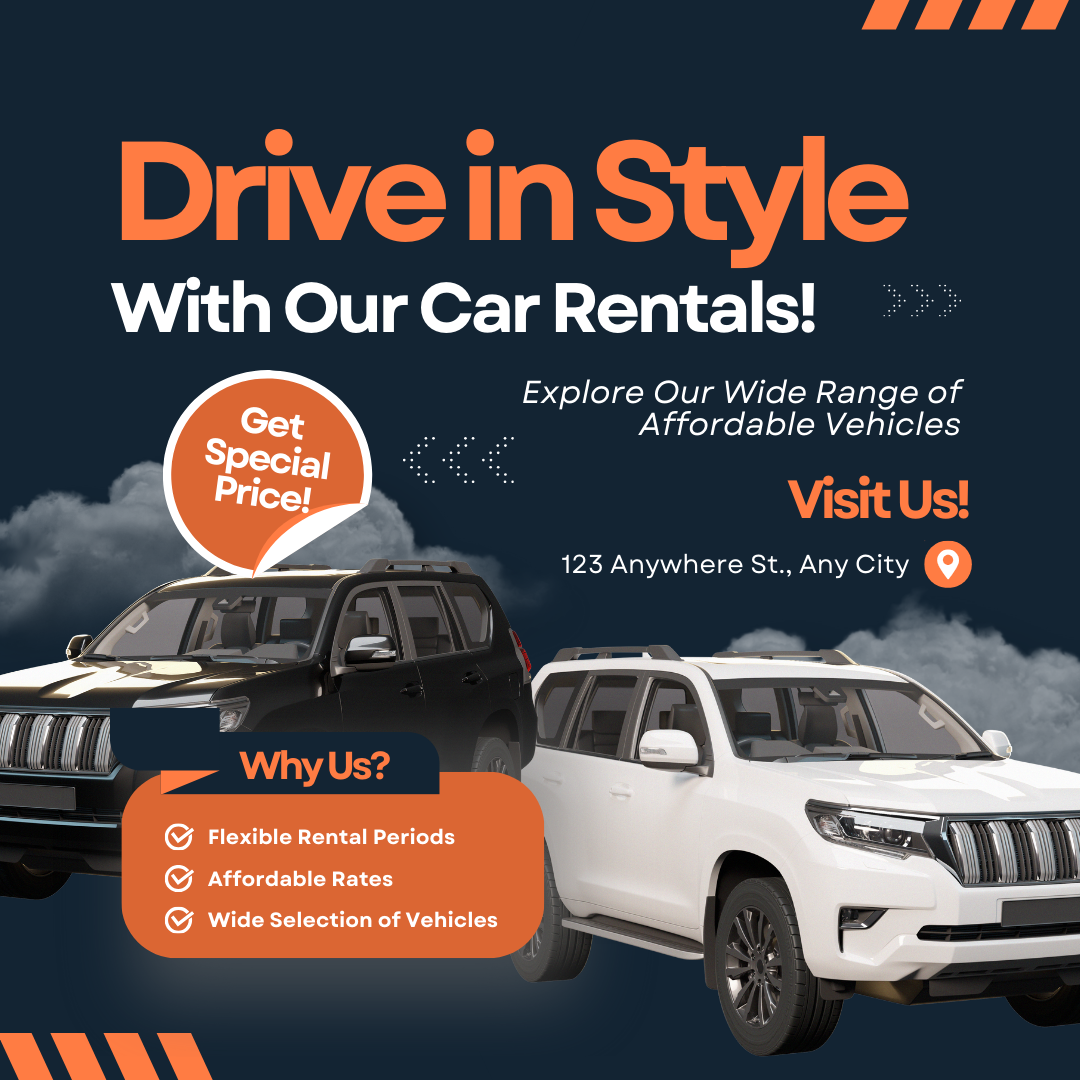 Drive in Style
With Our Car Rentals!
Explore Our Wide Range of
Affordable Vehicles
Get
Special
Price!
Visit Us!
123 Anywhere St., Any City
Why Us?
Flexible Rental Periods
Affordable Rates
Wide Selection of Vehicles